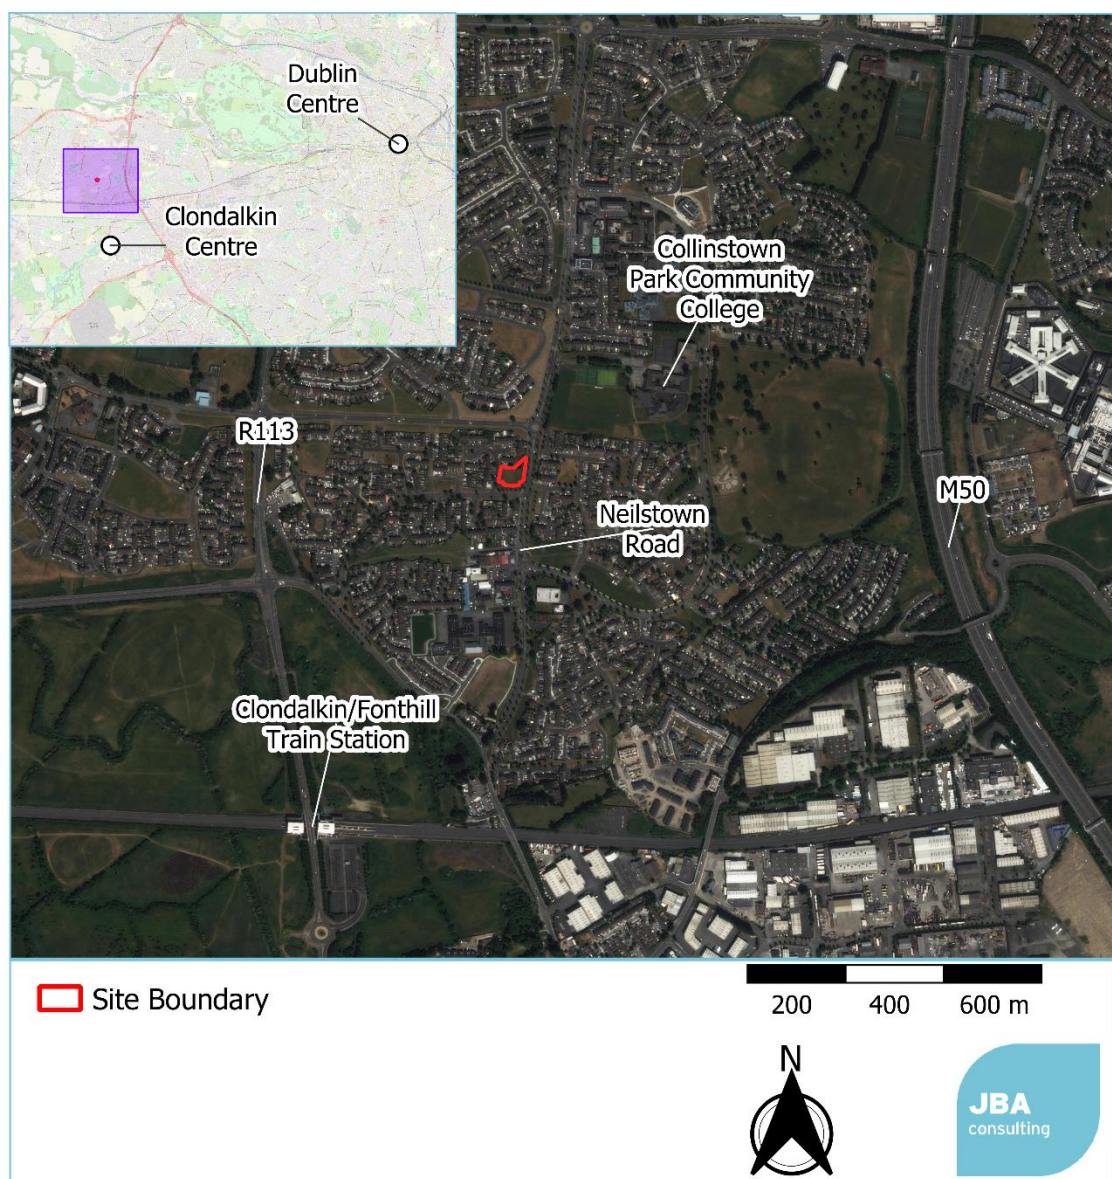 Dublin
Centre
Clondalkin
Centre
Collinstown
Park Community
College
R113
M50
Neilstown
Road
Clondalkin/Fonthill
Train Station
Site Boundary
200 400 600 m
N
JBA
consulting